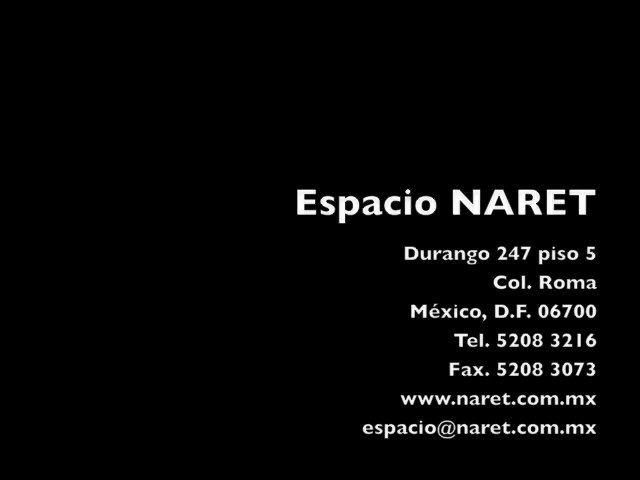 Espacio NARET
Durango 247 piso 5
Col. Roma
México, D.F. 06700
Tel. 5208 3216
Fax. 5208 3073
www.naret.com.mx
espacio@naret.com.mx